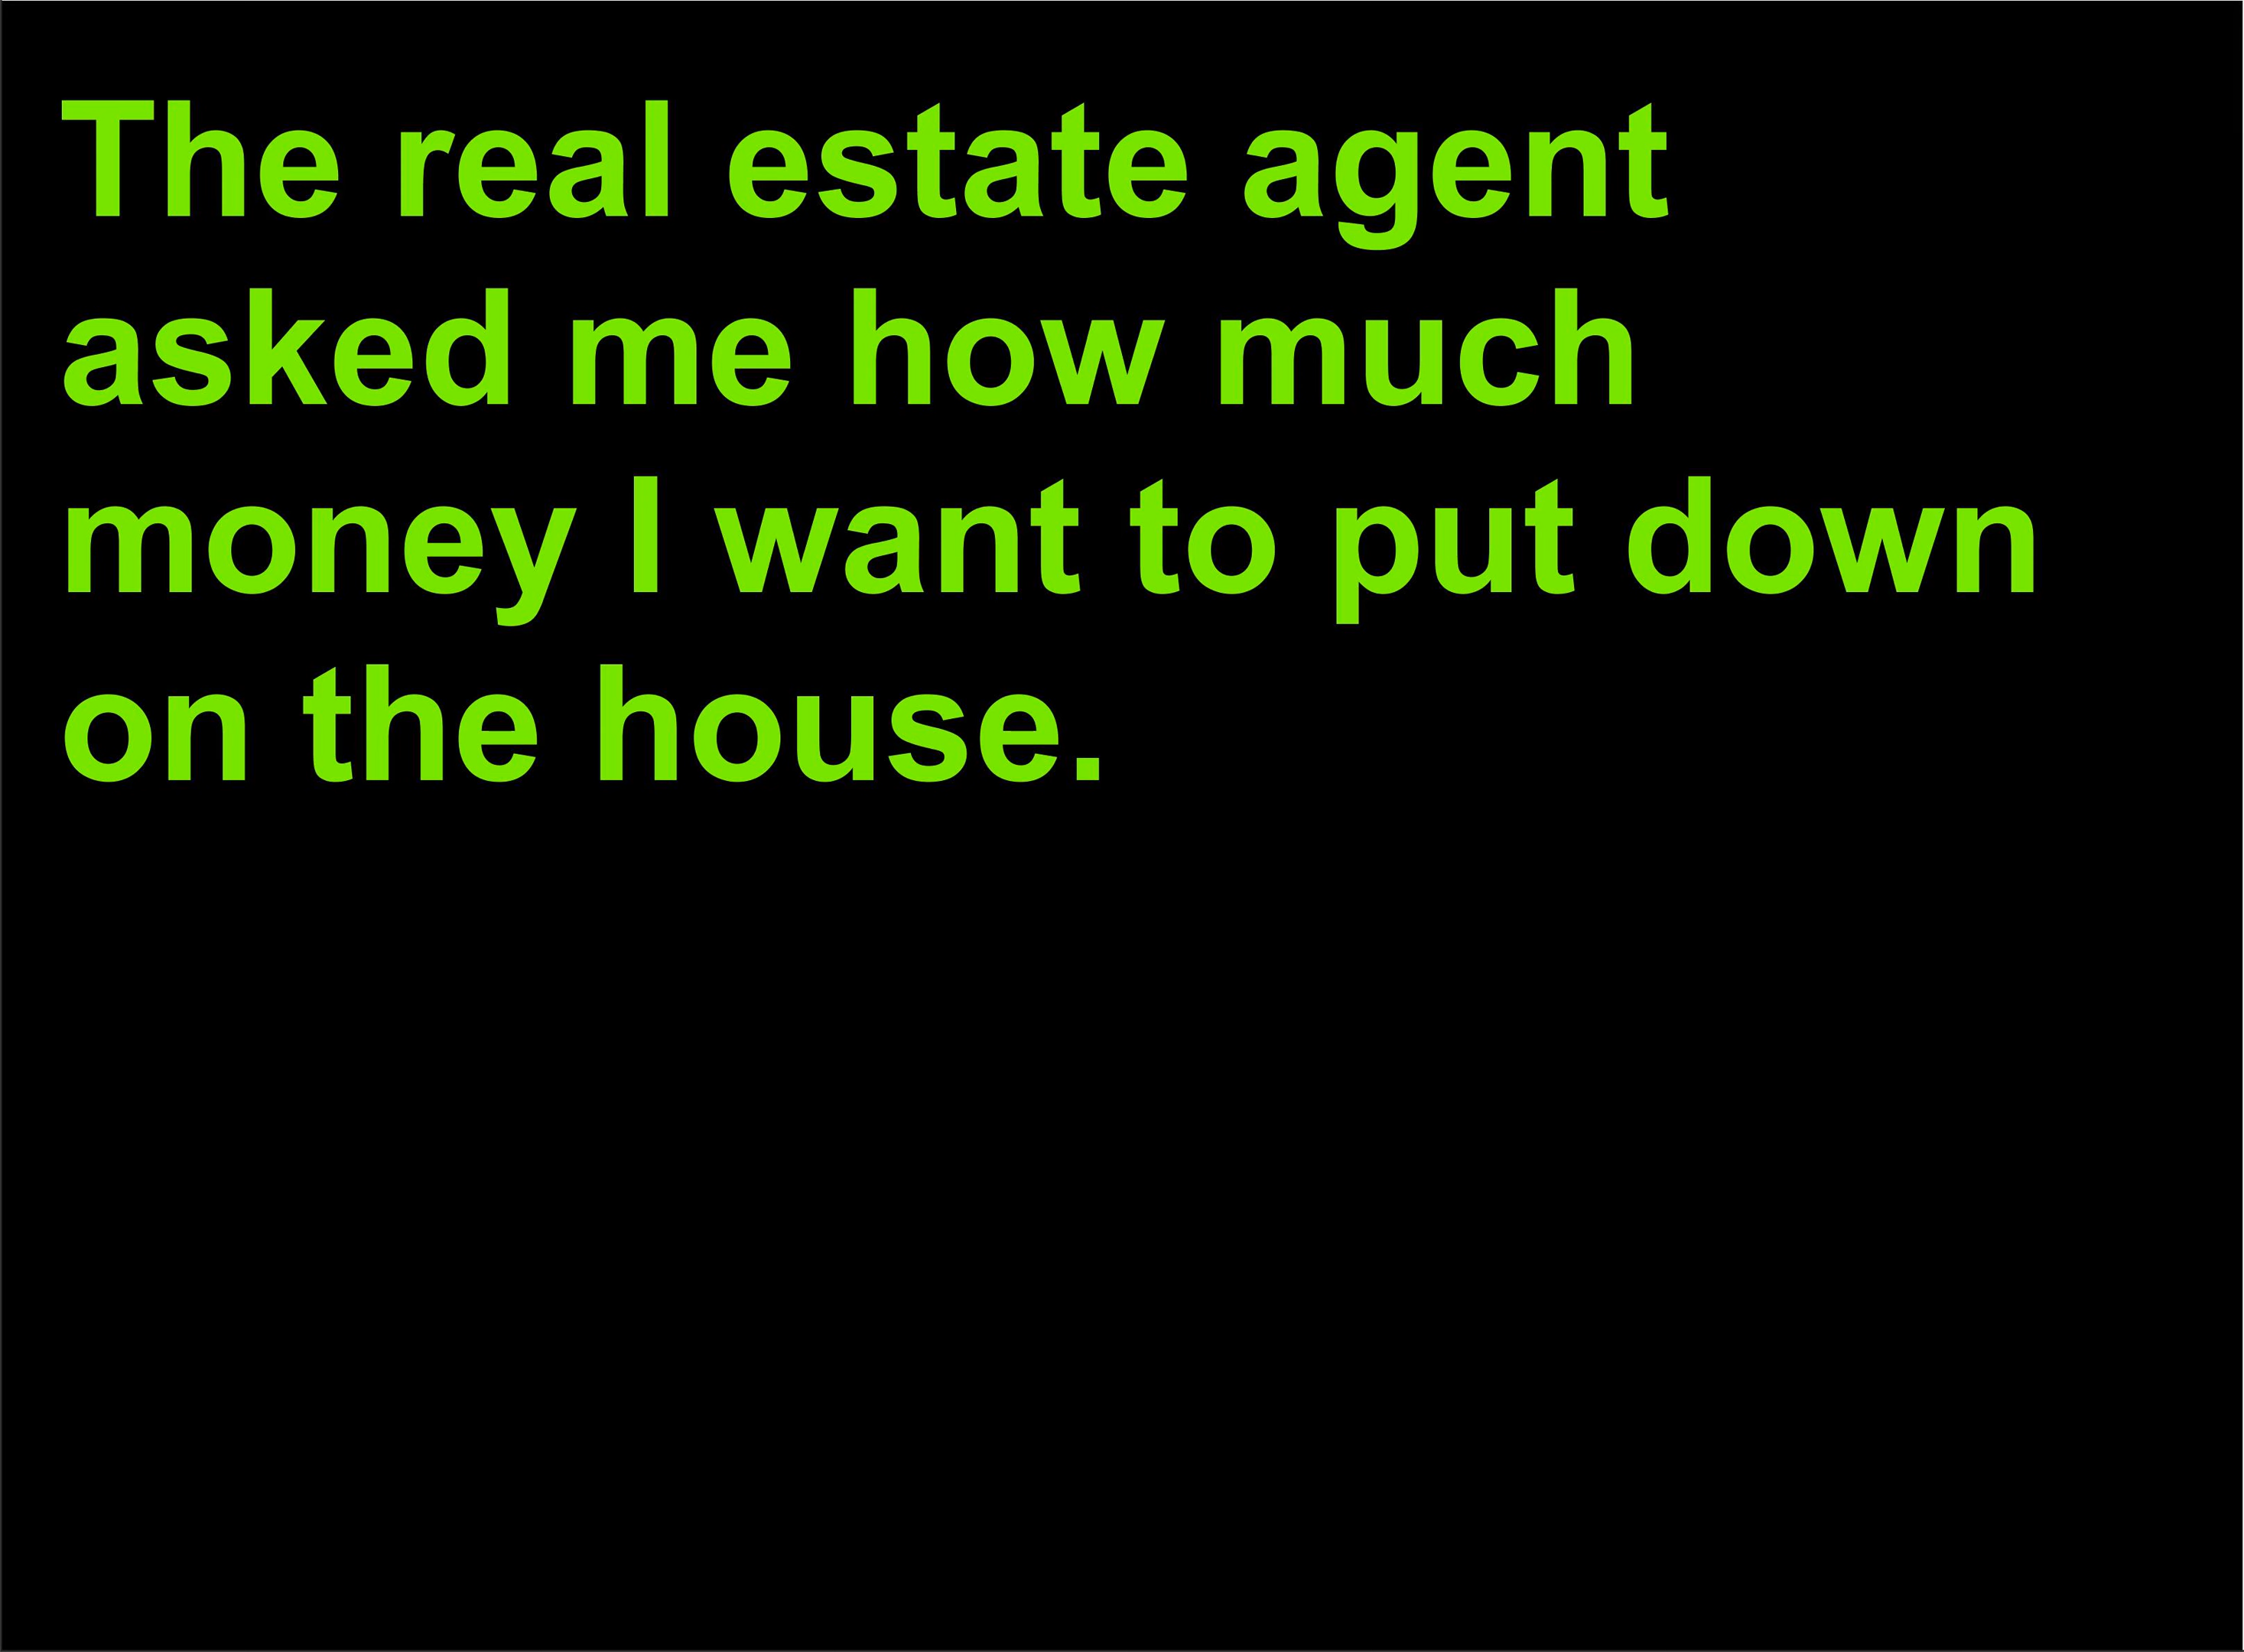 The real estate agent
asked me how much
money I want to put down
on the house.